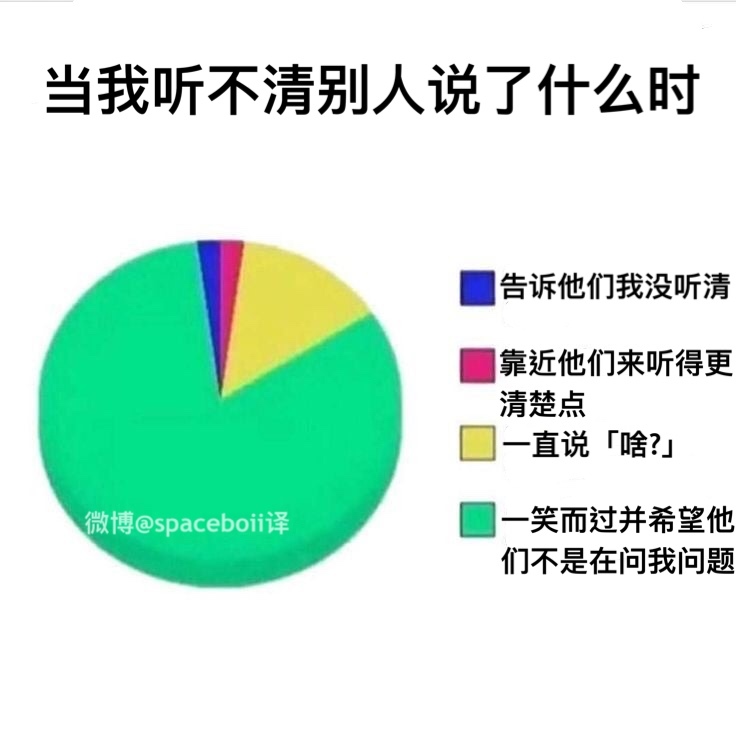 当我听不清别人说了什么时
告诉他们我没听清
靠近他们来听得更
清楚点
一直说「啥?」
一笑而过并希望他
们不是在问我问题
微博@spaceboii译